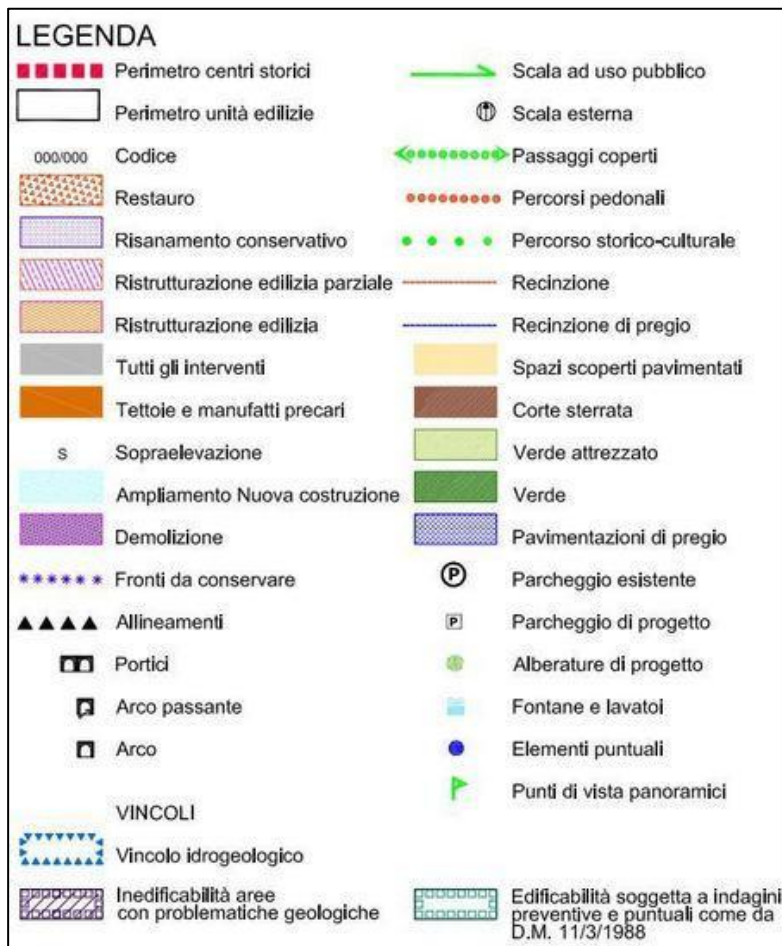 LEGENDA
Perimetro centri storici
Perimetro unità edilizie
000/000 Codice
Restauro
Risanamento conservativo
Ristrutturazione edilizia parziale
Ristrutturazione edilizia
Tutti gli interventi
Tettoie e manufatti precari
S Sopraelevazione
Ampliamento Nuova costruzione
Demolizione
Fronti da conservare
Allineamenti
Portici
Arco passante
Arco
VINCOLI
Vincolo idrogeologico
Inedificabilità aree
con problematiche geologiche
Scala ad uso pubblico
Scala esterna
Passaggi coperti
Percorsi pedonali
Percorso storico-culturale
Recinzione
Recinzione di pregio
Spazi scoperti pavimentati
Corte sterrata
Verde attrezzato
Verde
Pavimentazioni di pregio
P Parcheggio esistente
P Parcheggio di progetto
Alberature di progetto
Fontane e lavatoi
Elementi puntuali
Punti di vista panoramici
Edificabilità soggetta a indagini
preventive e puntuali come da
D.M. 11/3/1988